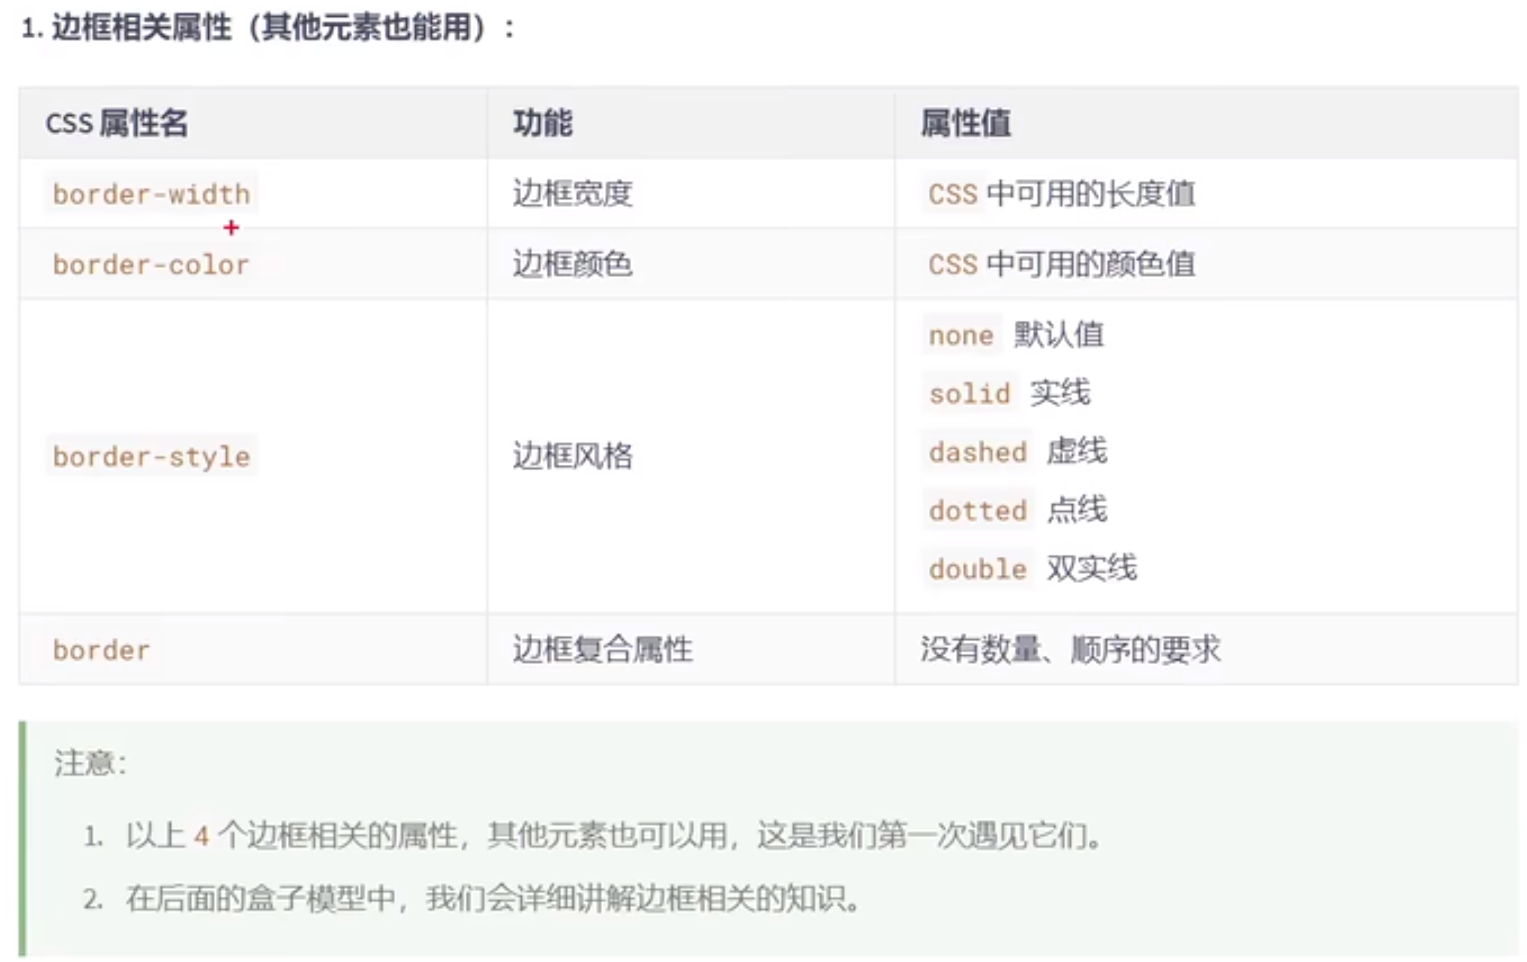 1. 边框相关属性（其他元素也能用）：
CSS 属性名 功能 属性值
border-width 边框宽度 CSS 中可用的长度值
border-color 边框颜色 CSS 中可用的颜色值
none 默认值
solid 实线
border-style 边框风格 dashed 虚线
dotted 点线
double 双实线
border 边框复合属性 没有数量、顺序的要求
注意：
1. 以上 4 个边框相关的属性，其他元素也可以用，这是我们第一次遇见它们。
2. 在后面的盒子模型中，我们会详细讲解边框相关的知识。